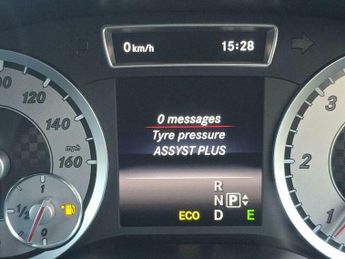 0 km/h 15:28
0 messages
Tyre pressure
ASSYST PLUS
120
140
160 mph
1
1/2
0
R
N P
ECO D E
3
2
1